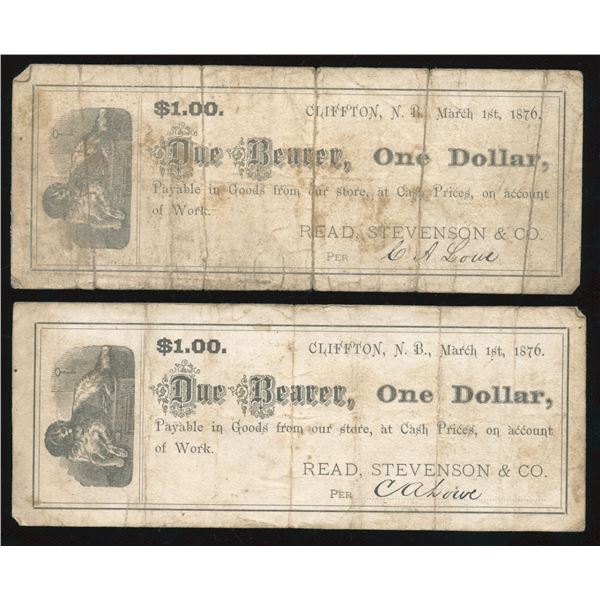 $1.00.
CLIFFTON, N. B., March 1st, 1876.
Due Bearer, One Dollar,
Payable in Goods from our store, at Cash Prices, on account
of Work.
READ, STEVENSON & CO.
PER C A Lowe
$1.00.
CLIFFTON, N. B., March 1st, 1876.
Due Bearer, One Dollar,
Payable in Goods from our store, at Cash Prices, on account
of Work.
READ, STEVENSON & CO.
PER C A Lowe